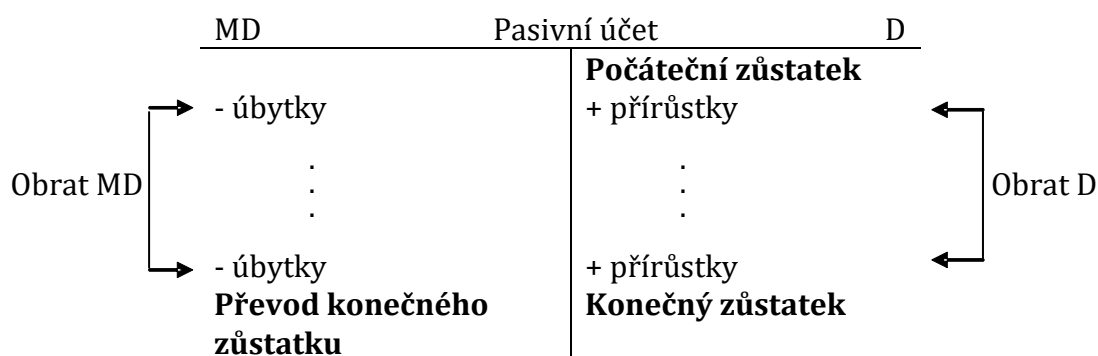 MD Pasivní účet D
Počáteční zůstatek
- úbytky + přírůstky
. .
Obrat MD . . Obrat D
. .
- úbytky + přírůstky
Převod konečného Konečný zůstatek
zůstatku